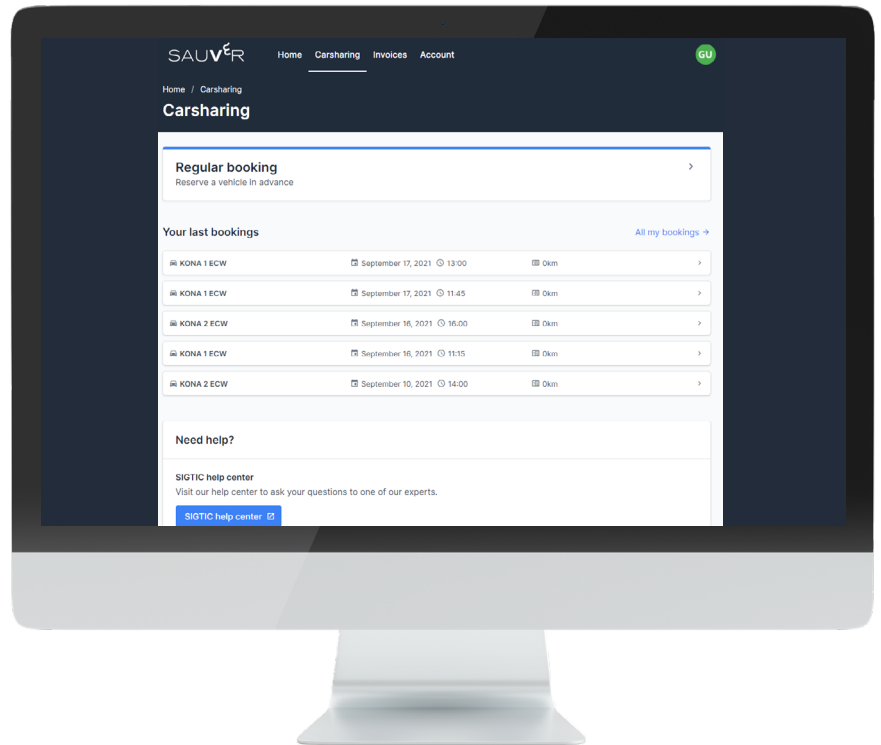 SAUVÉR
Home Carsharing Invoices Account
GU
Home / Carsharing
Carsharing
Regular booking
Reserve a vehicle in advance
Your last bookings
All my bookings
KONA 1 ECW September 17, 2021 13:00 0km
KONA 1 ECW September 17, 2021 11:45 0km
KONA 2 ECW September 16, 2021 16:00 0km
KONA 1 ECW September 16, 2021 11:15 0km
KONA 2 ECW September 10, 2021 14:00 0km
Need help?
SIGTIC help center
Visit our help center to ask your questions to one of our experts.
SIGTIC help center